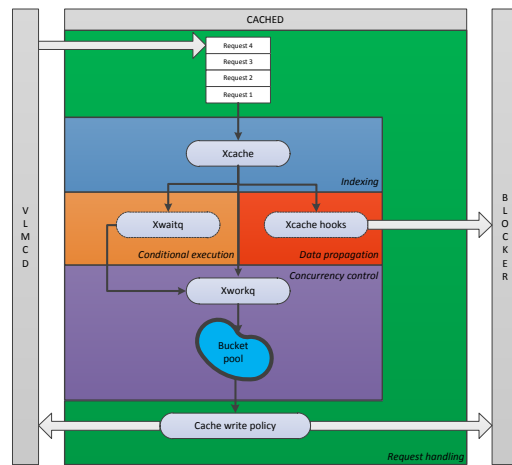 CACHED
Request 4
Request 3
Request 2
Request 1
Xcache
Indexing
V
L
M
C
D
B
L
O
C
K
E
R
Xwaitq
Xcache hooks
Conditional execution
Data propagation
Concurrency control
Xworkq
Bucket
pool
Cache write policy
Request handling